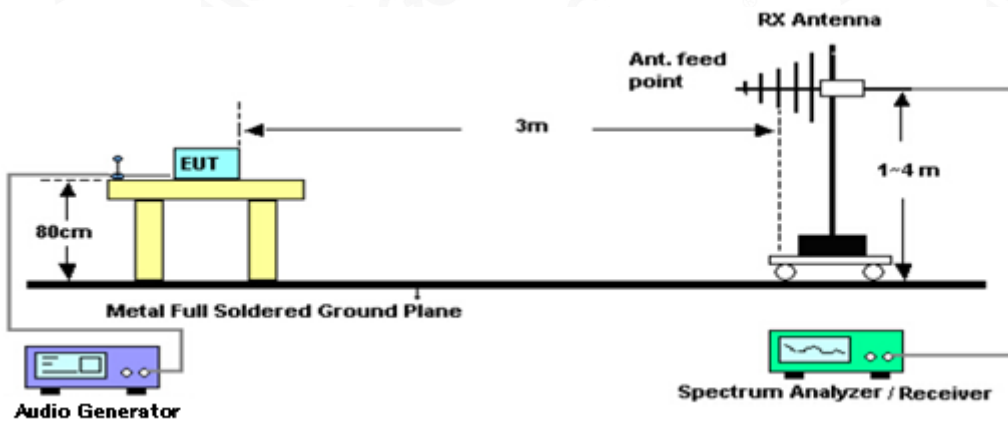 RX Antenna
Ant. feed
point
3m
EUT
1~4 m
80cm
Metal Full Soldered Ground Plane
Audio Generator
Spectrum Analyzer / Receiver